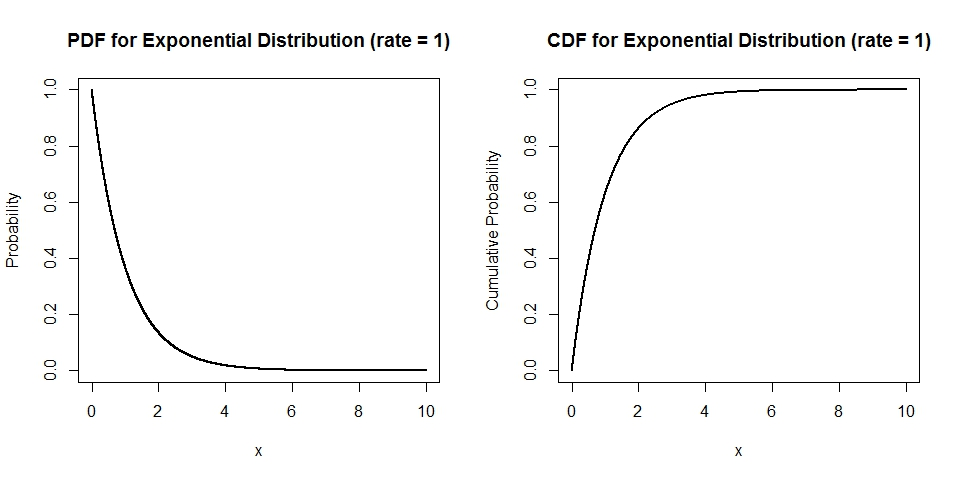 PDF for Exponential Distribution (rate = 1)
Probability
1.0
0.8
0.6
0.4
0.2
0.0
0 2 4 6 8 10
x
CDF for Exponential Distribution (rate = 1)
Cumulative Probability
1.0
0.8
0.6
0.4
0.2
0.0
0 2 4 6 8 10
x